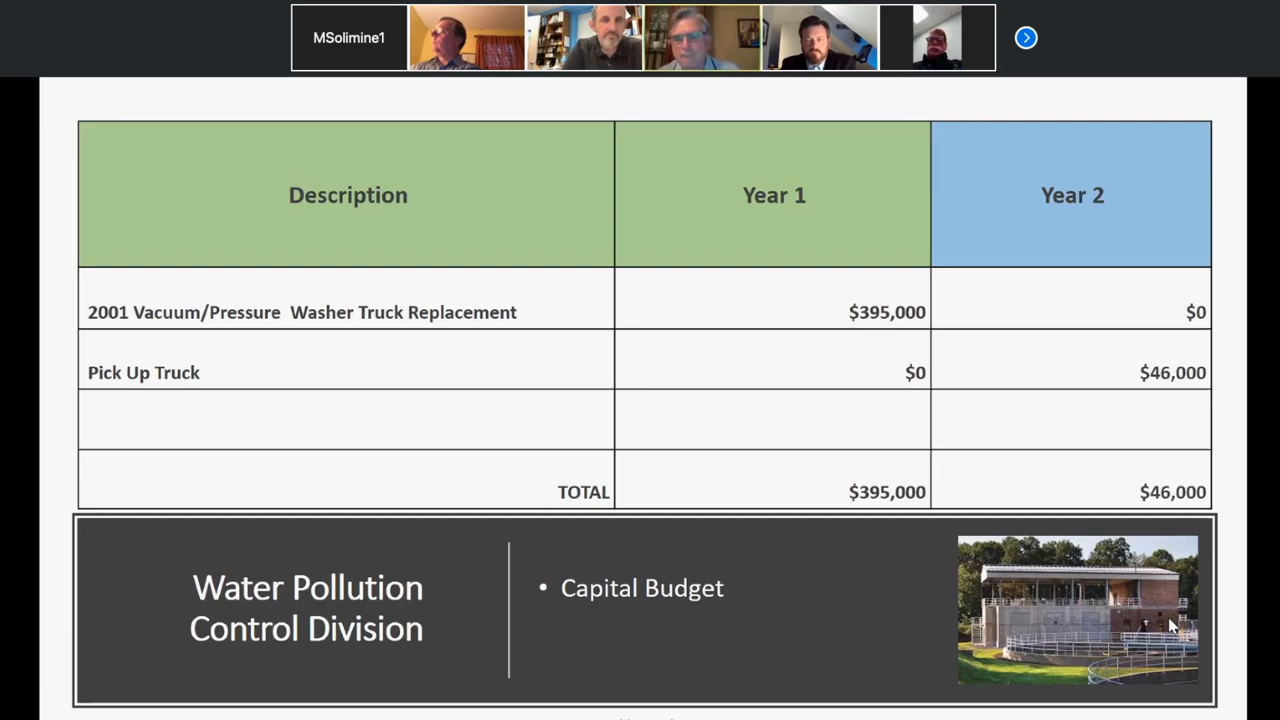 MSolimine1
Description Year 1 Year 2
2001 Vacuum/Pressure  Washer Truck Replacement $395,000 $0
Pick Up Truck $0 $46,000
TOTAL $395,000 $46,000
Water Pollution
Control Division
• Capital Budget